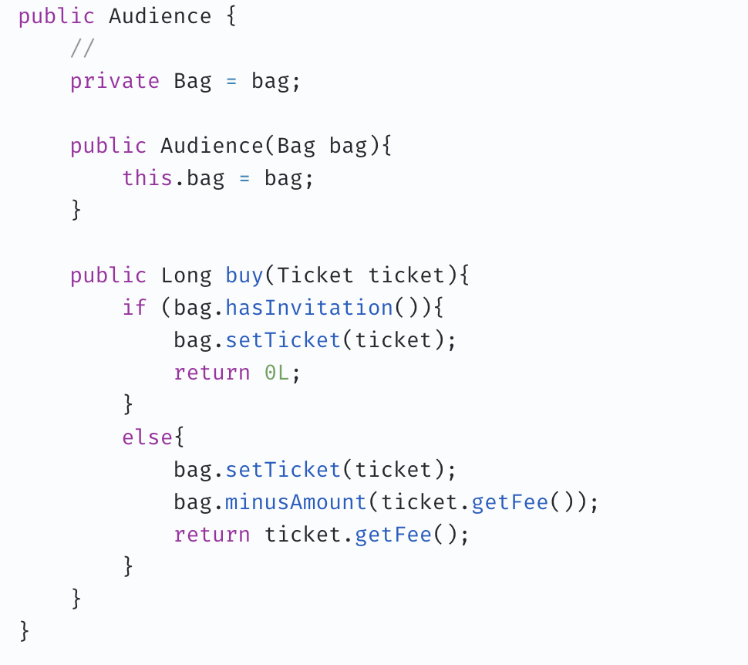 public Audience {
    //
    private Bag = bag;

    public Audience(Bag bag){
        this.bag = bag;
    }

    public Long buy(Ticket ticket){
        if (bag.hasInvitation()){
            bag.setTicket(ticket);
            return 0L;
        }
        else{
            bag.setTicket(ticket);
            bag.minusAmount(ticket.getFee());
            return ticket.getFee();
        }
    }
}